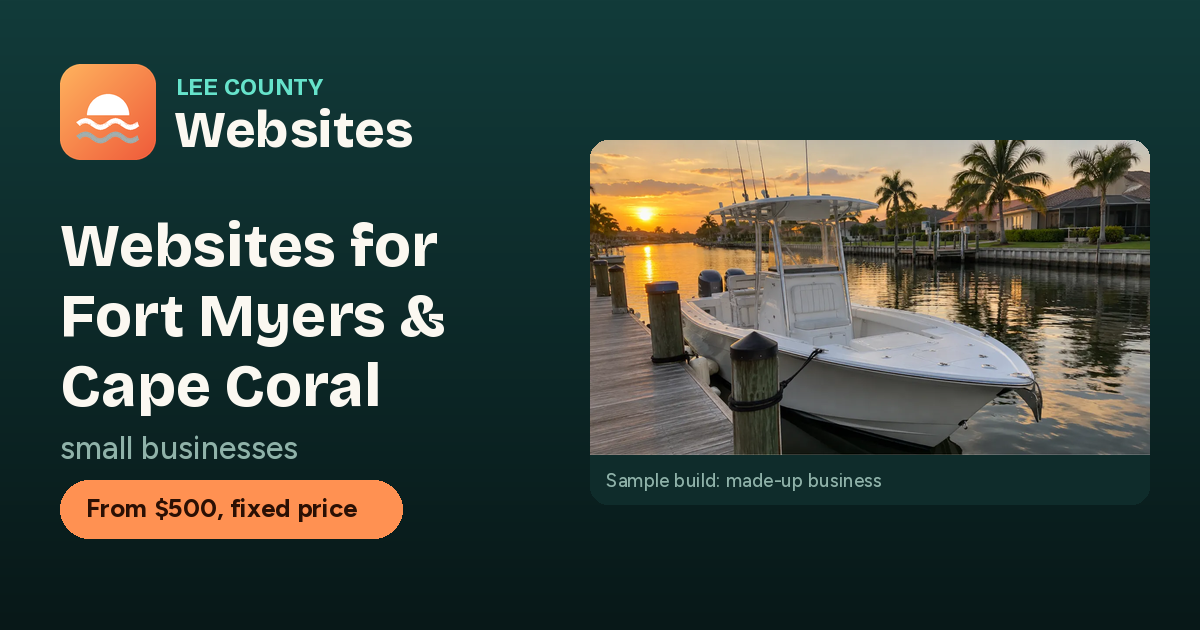 LEE COUNTY
Websites
Websites for
Fort Myers &
Cape Coral
small businesses
From $500, fixed price
Sample build: made-up business